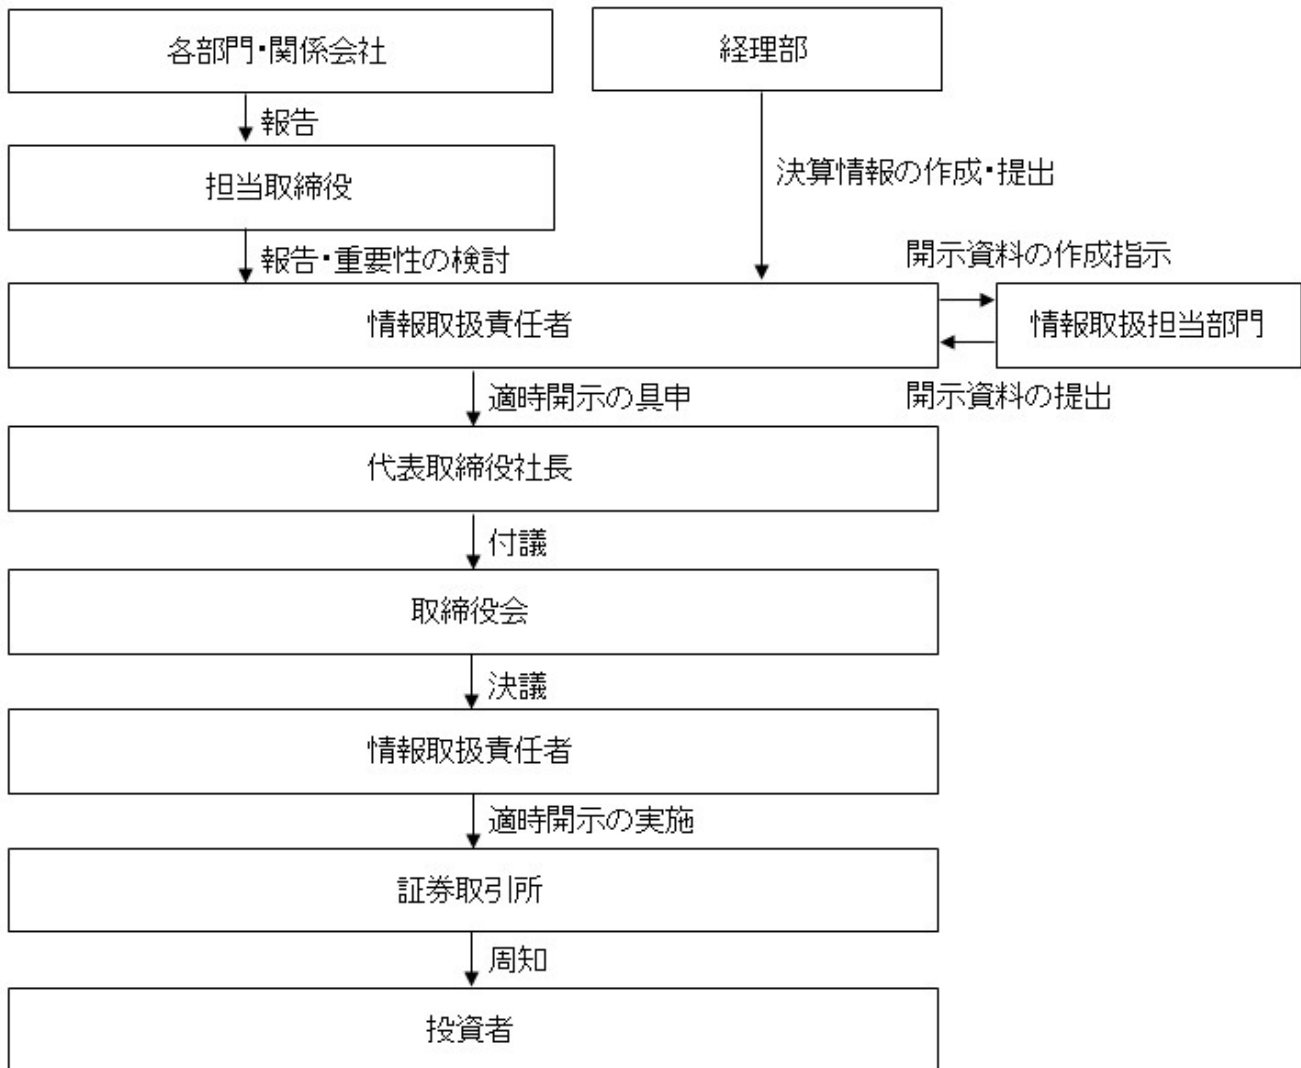 各部門・関係会社
経理部
報告
担当取締役
決算情報の作成・提出
報告・重要性の検討
開示資料の作成指示
情報取扱責任者
情報取扱担当部門
適時開示の具申
開示資料の提出
代表取締役社長
付議
取締役会
決議
情報取扱責任者
適時開示の実施
証券取引所
周知
投資者